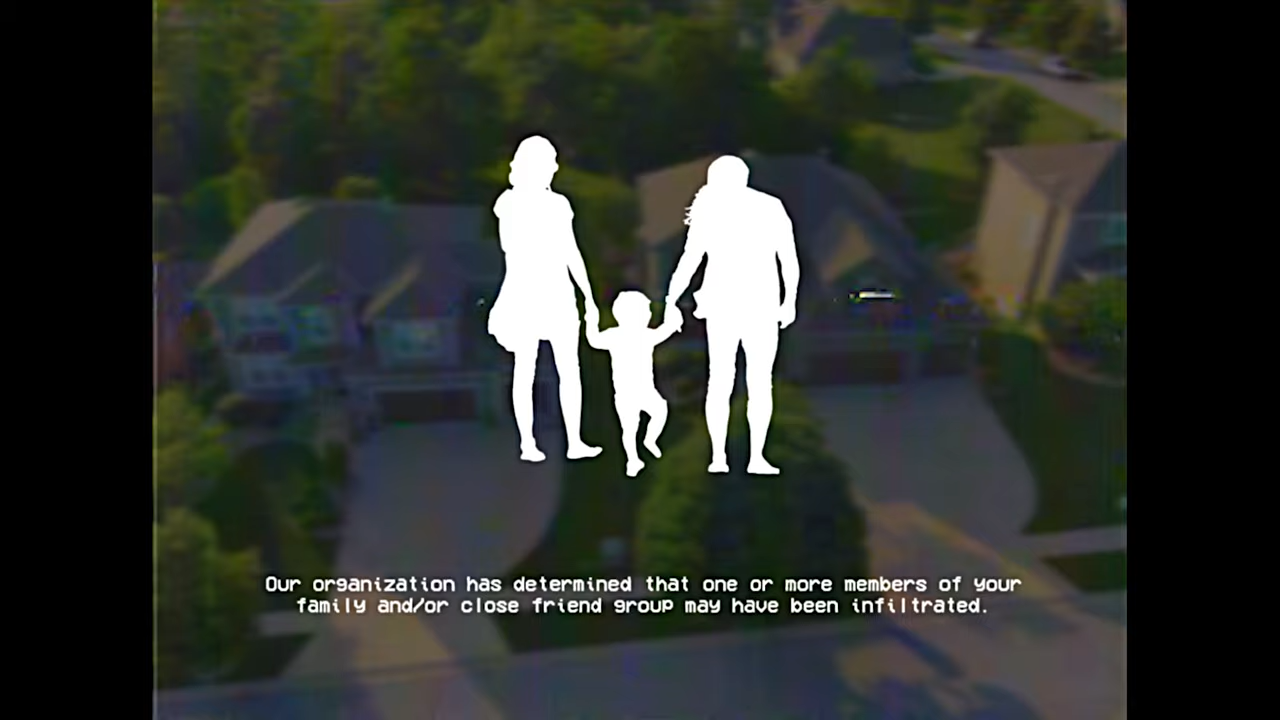 Our organization has determined that one or more members of your
family and/or close friend group may have been infiltrated.